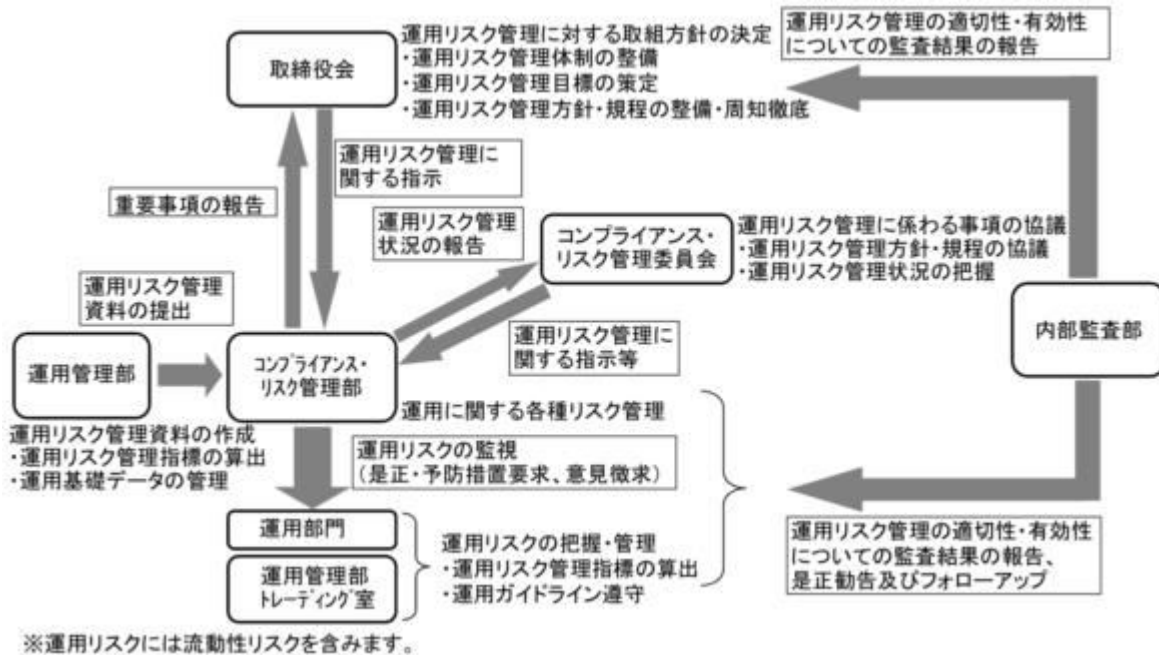 取締役会
運用リスク管理に対する取組方針の決定
・運用リスク管理体制の整備
・運用リスク管理目標の策定
・運用リスク管理方針・規程の整備・周知徹底
運用リスク管理の適切性・有効性
についての監査結果の報告
運用リスク管理に
関する指示
重要事項の報告
運用リスク管理
状況の報告
コンプライアンス・
リスク管理委員会
運用リスク管理に係わる事項の協議
・運用リスク管理方針・規程の協議
・運用リスク管理状況の把握
運用リスク管理
資料の提出
内部監査部
運用管理部
コンプライアンス・
リスク管理部
運用リスク管理に
関する指示等
運用に関する各種リスク管理
運用リスク管理資料の作成
・運用リスク管理指標の算出
・運用基礎データの管理
運用リスクの監視
(是正・予防措置要求、意見徴求)
運用部門
運用管理部
トレーディング室
運用リスクの把握・管理
・運用リスク管理指標の算出
・運用ガイドライン遵守
運用リスク管理の適切性・有効性
についての監査結果の報告、
是正勧告及びフォローアップ
※運用リスクには流動性リスクを含みます。